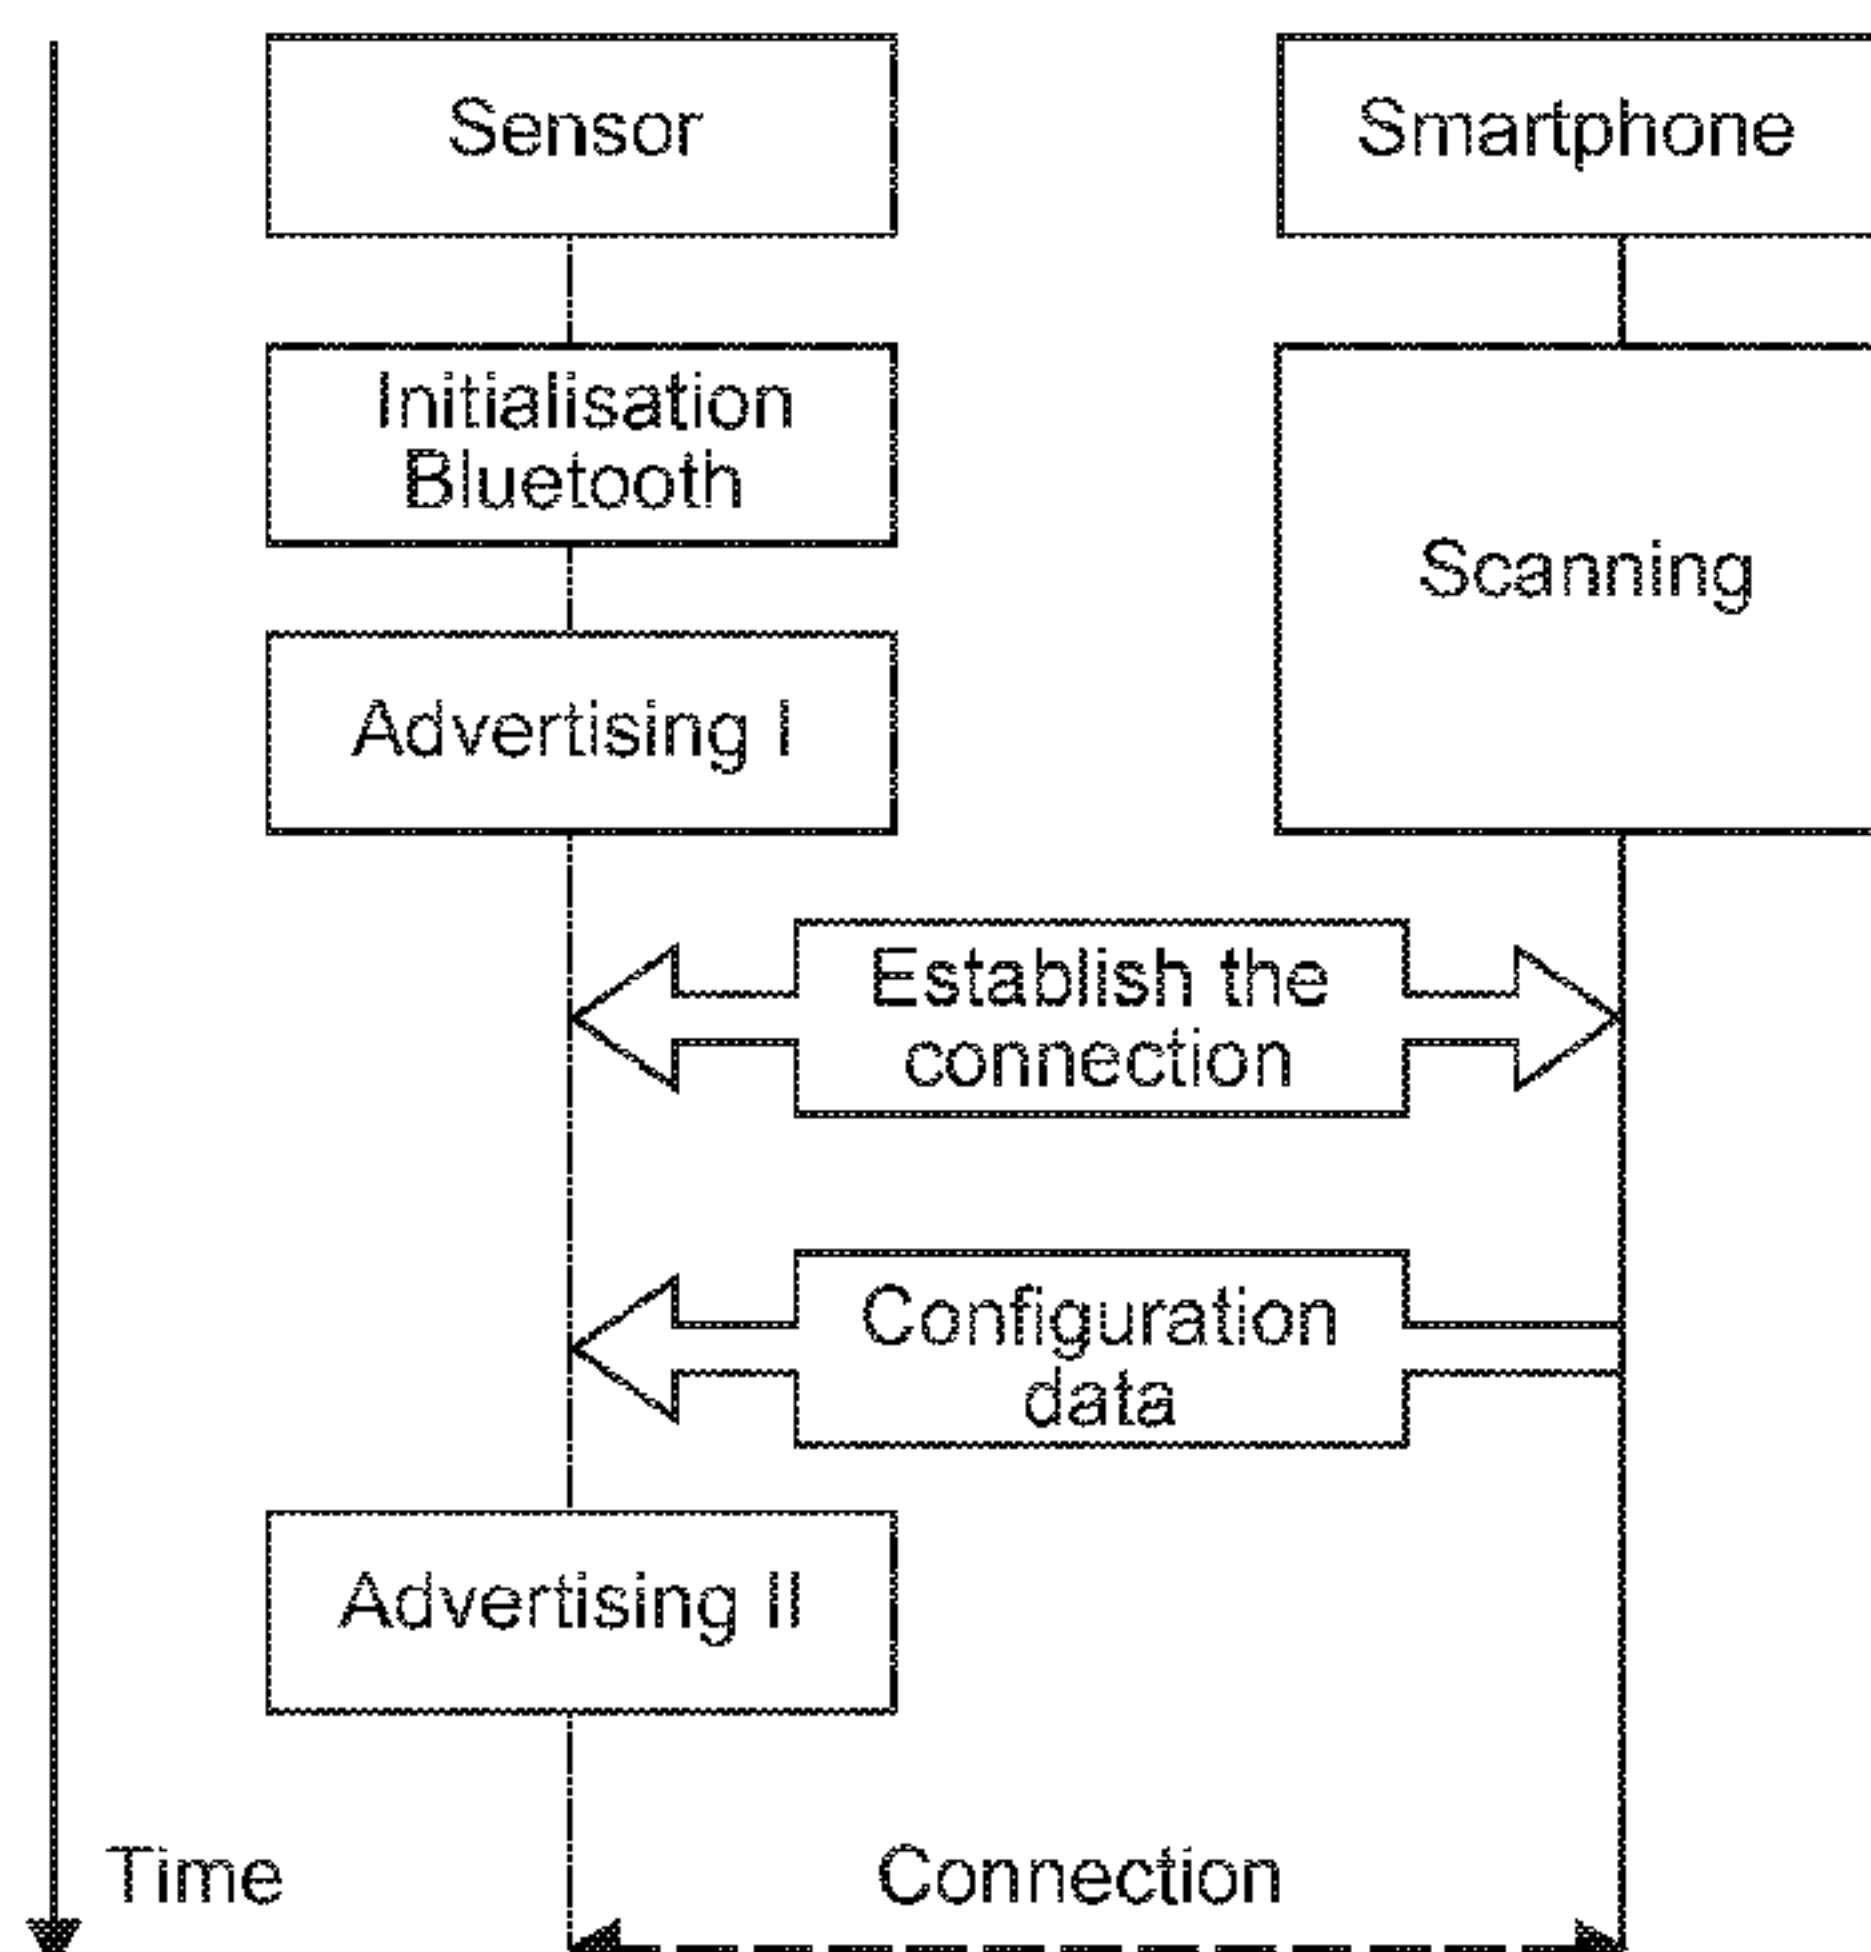 Sensor
Smartphone
Initialisation
Bluetooth
Scanning
Advertising I
Establish the
connection
Configuration
data
Advertising II
Time
Connection